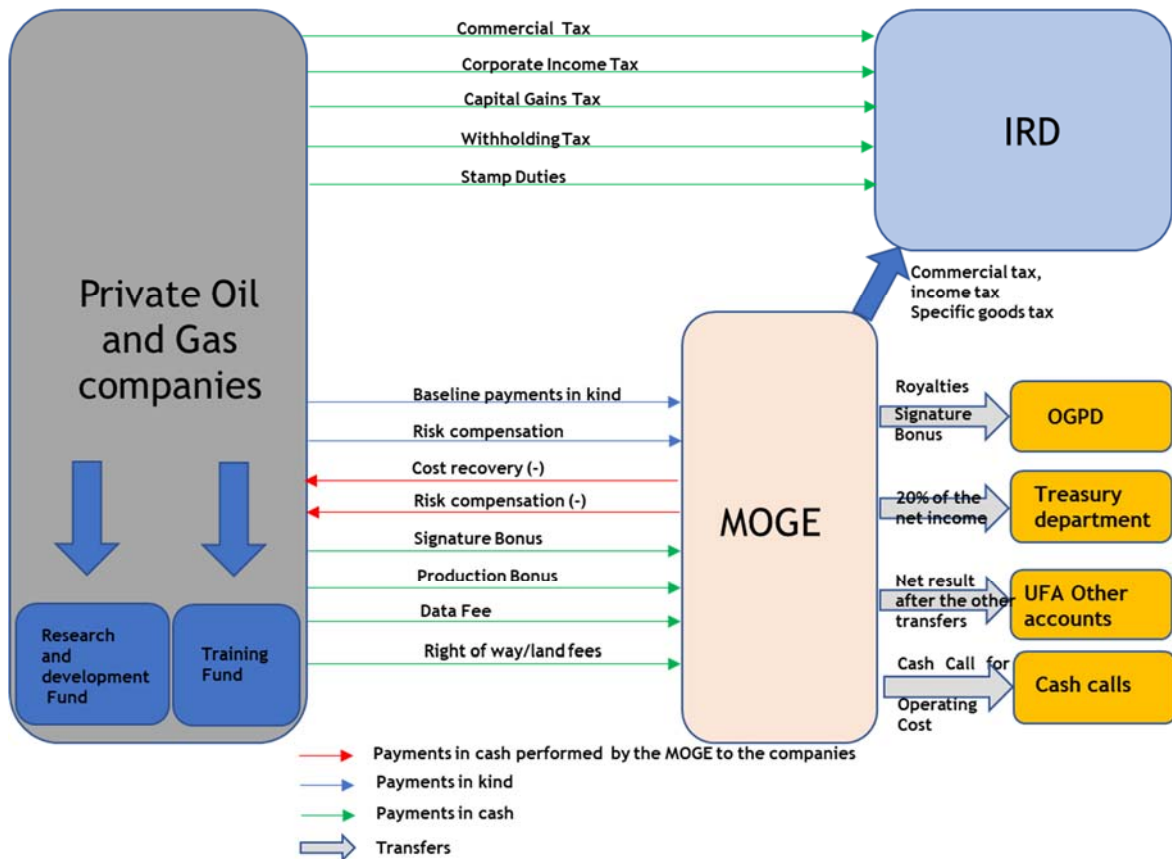 Commercial Tax
Corporate Income Tax
Capital Gains Tax
Withholding Tax
Stamp Duties
IRD
Private Oil
and Gas
companies
Commercial tax,
income tax
Specific goods tax
Baseline payments in kind
Risk compensation
Cost recovery (-)
Risk compensation (-)
Signature Bonus
Production Bonus
Data Fee
Right of way/land fees
MOGE
Royalties
Signature
Bonus
OGPD
20% of the
net income
Treasury
department
Net result
after the other
transfers
UFA Other
accounts
Cash Call for
Operating
Cost
Cash calls
Research
and
development
Fund
Training
Fund
Payments in cash performed by the MOGE to the companies
Payments in kind
Payments in cash
Transfers